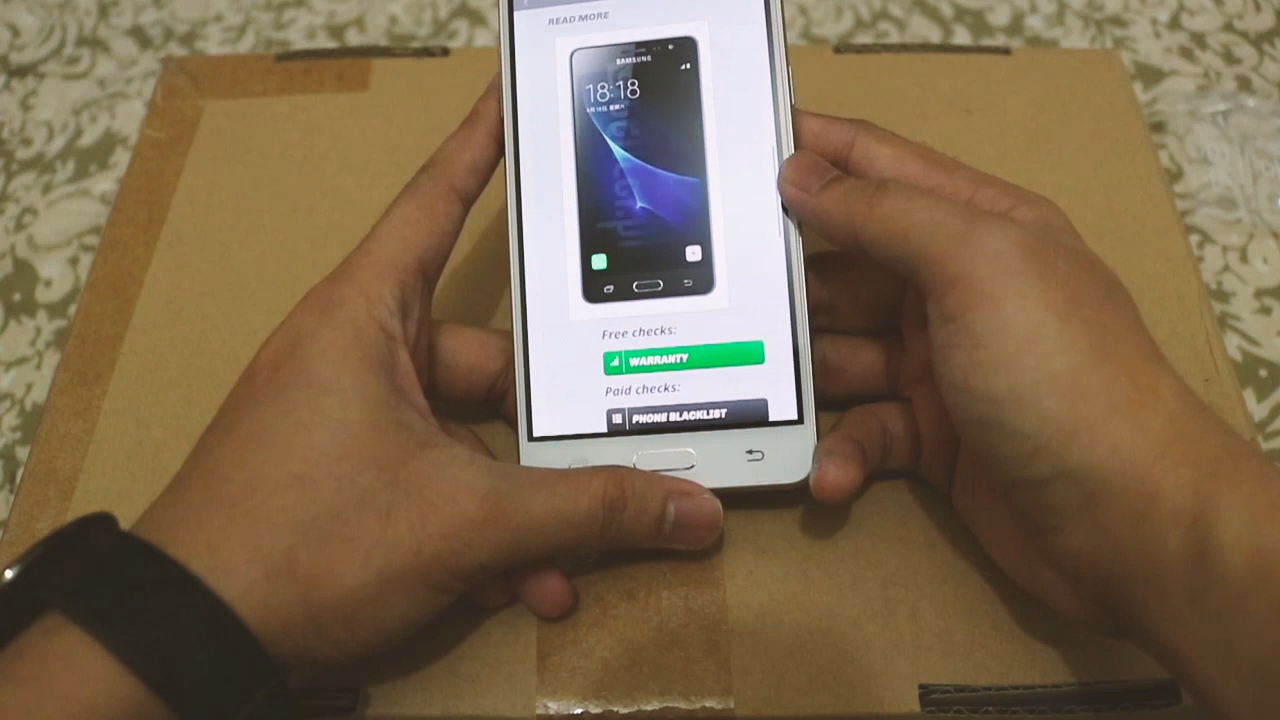 READ MORE
SAMSUNG
18:18
Free checks:
WARRANTY
Paid checks:
PHONE BLACKLIST